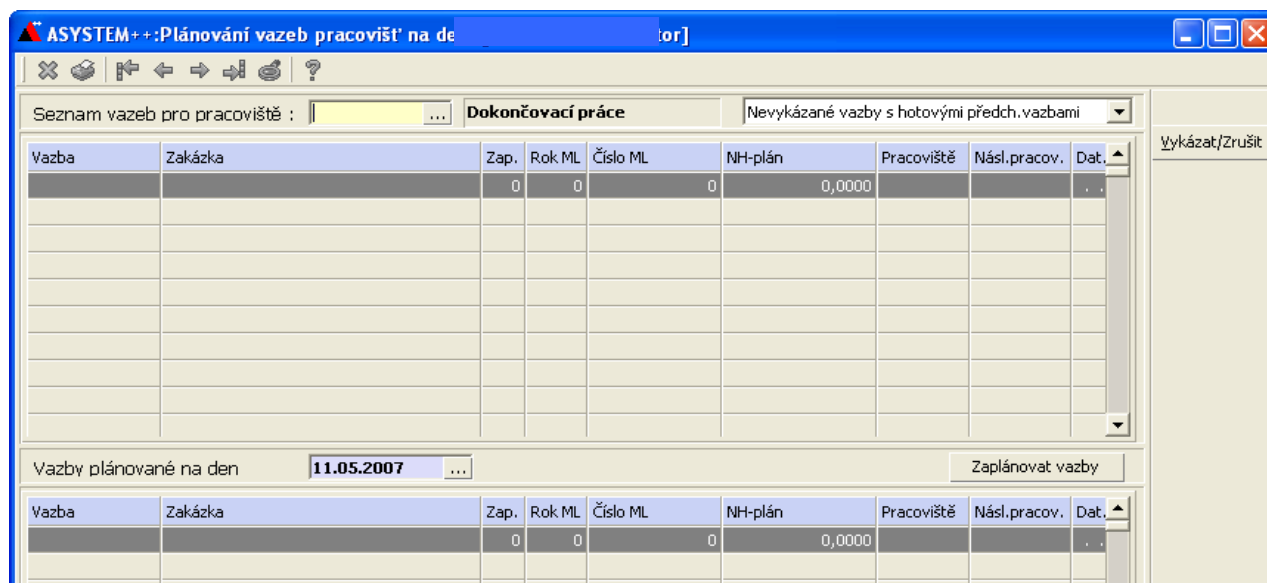 ASYSTEM++:Plánování vazeb pracovišť na de tor]
Seznam vazeb pro pracoviště : ... Dokončovací práce Nevykázané vazby s hotovými předch.vazbami
Vykázat/Zrušit
Vazba Zakázka Zap. Rok ML Číslo ML NH-plán Pracoviště Násl.pracov. Dat.
0 0 0 0,0000 . .
Vazby plánované na den 11.05.2007 ... Zaplánovat vazby
Vazba Zakázka Zap. Rok ML Číslo ML NH-plán Pracoviště Násl.pracov. Dat.
0 0 0 0,0000 . .